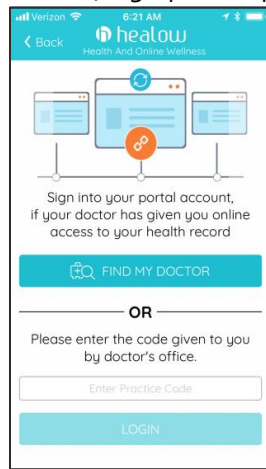 Verizon 6:21 AM
Back
healow
Health And Online Wellness
Sign into your portal account,
if your doctor has given you online
access to your health record
FIND MY DOCTOR
OR
Please enter the code given to you
by doctor's office.
Enter Practice Code
LOGIN